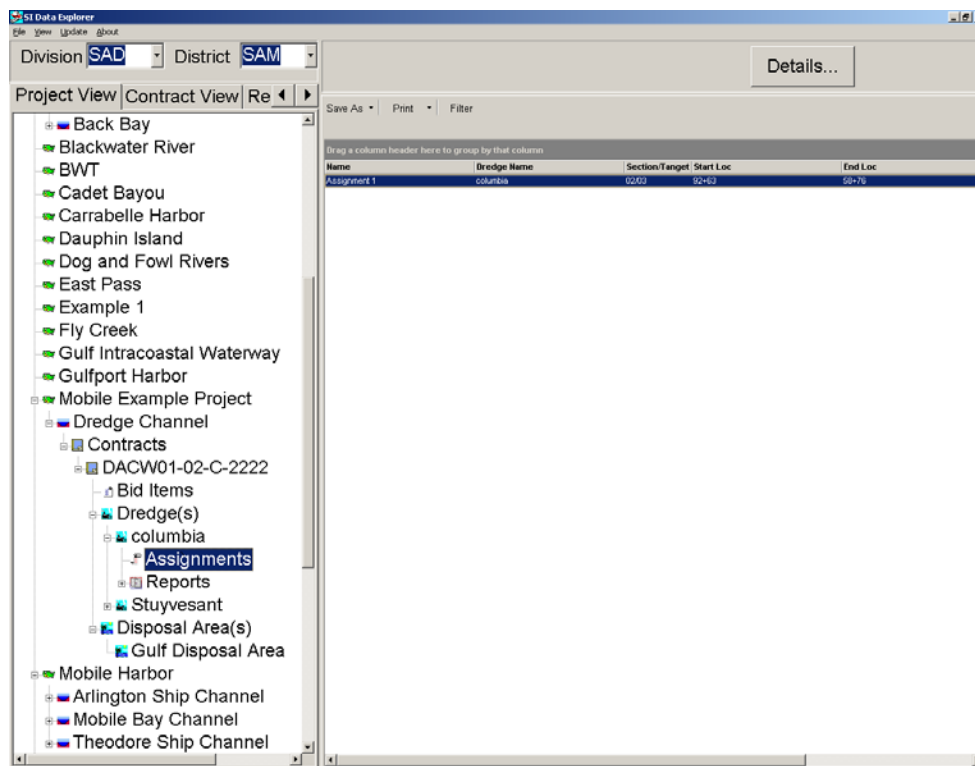 SI Data Explorer
File View Update About
Division SAD District SAM
Details...
Project View Contract View Re
Save As Print Filter
Drag a column header here to group by that column
Name Dredge Name Section/Tanget Start Loc End Loc
Assignment 1 columbia 02/03 92+63 58+76
Back Bay
Blackwater River
BWT
Cadet Bayou
Carrabelle Harbor
Dauphin Island
Dog and Fowl Rivers
East Pass
Example 1
Fly Creek
Gulf Intracoastal Waterway
Gulfport Harbor
Mobile Example Project
Dredge Channel
Contracts
DACW01-02-C-2222
Bid Items
Dredge(s)
columbia
Assignments
Reports
Stuyvesant
Disposal Area(s)
Gulf Disposal Area
Mobile Harbor
Arlington Ship Channel
Mobile Bay Channel
Theodore Ship Channel